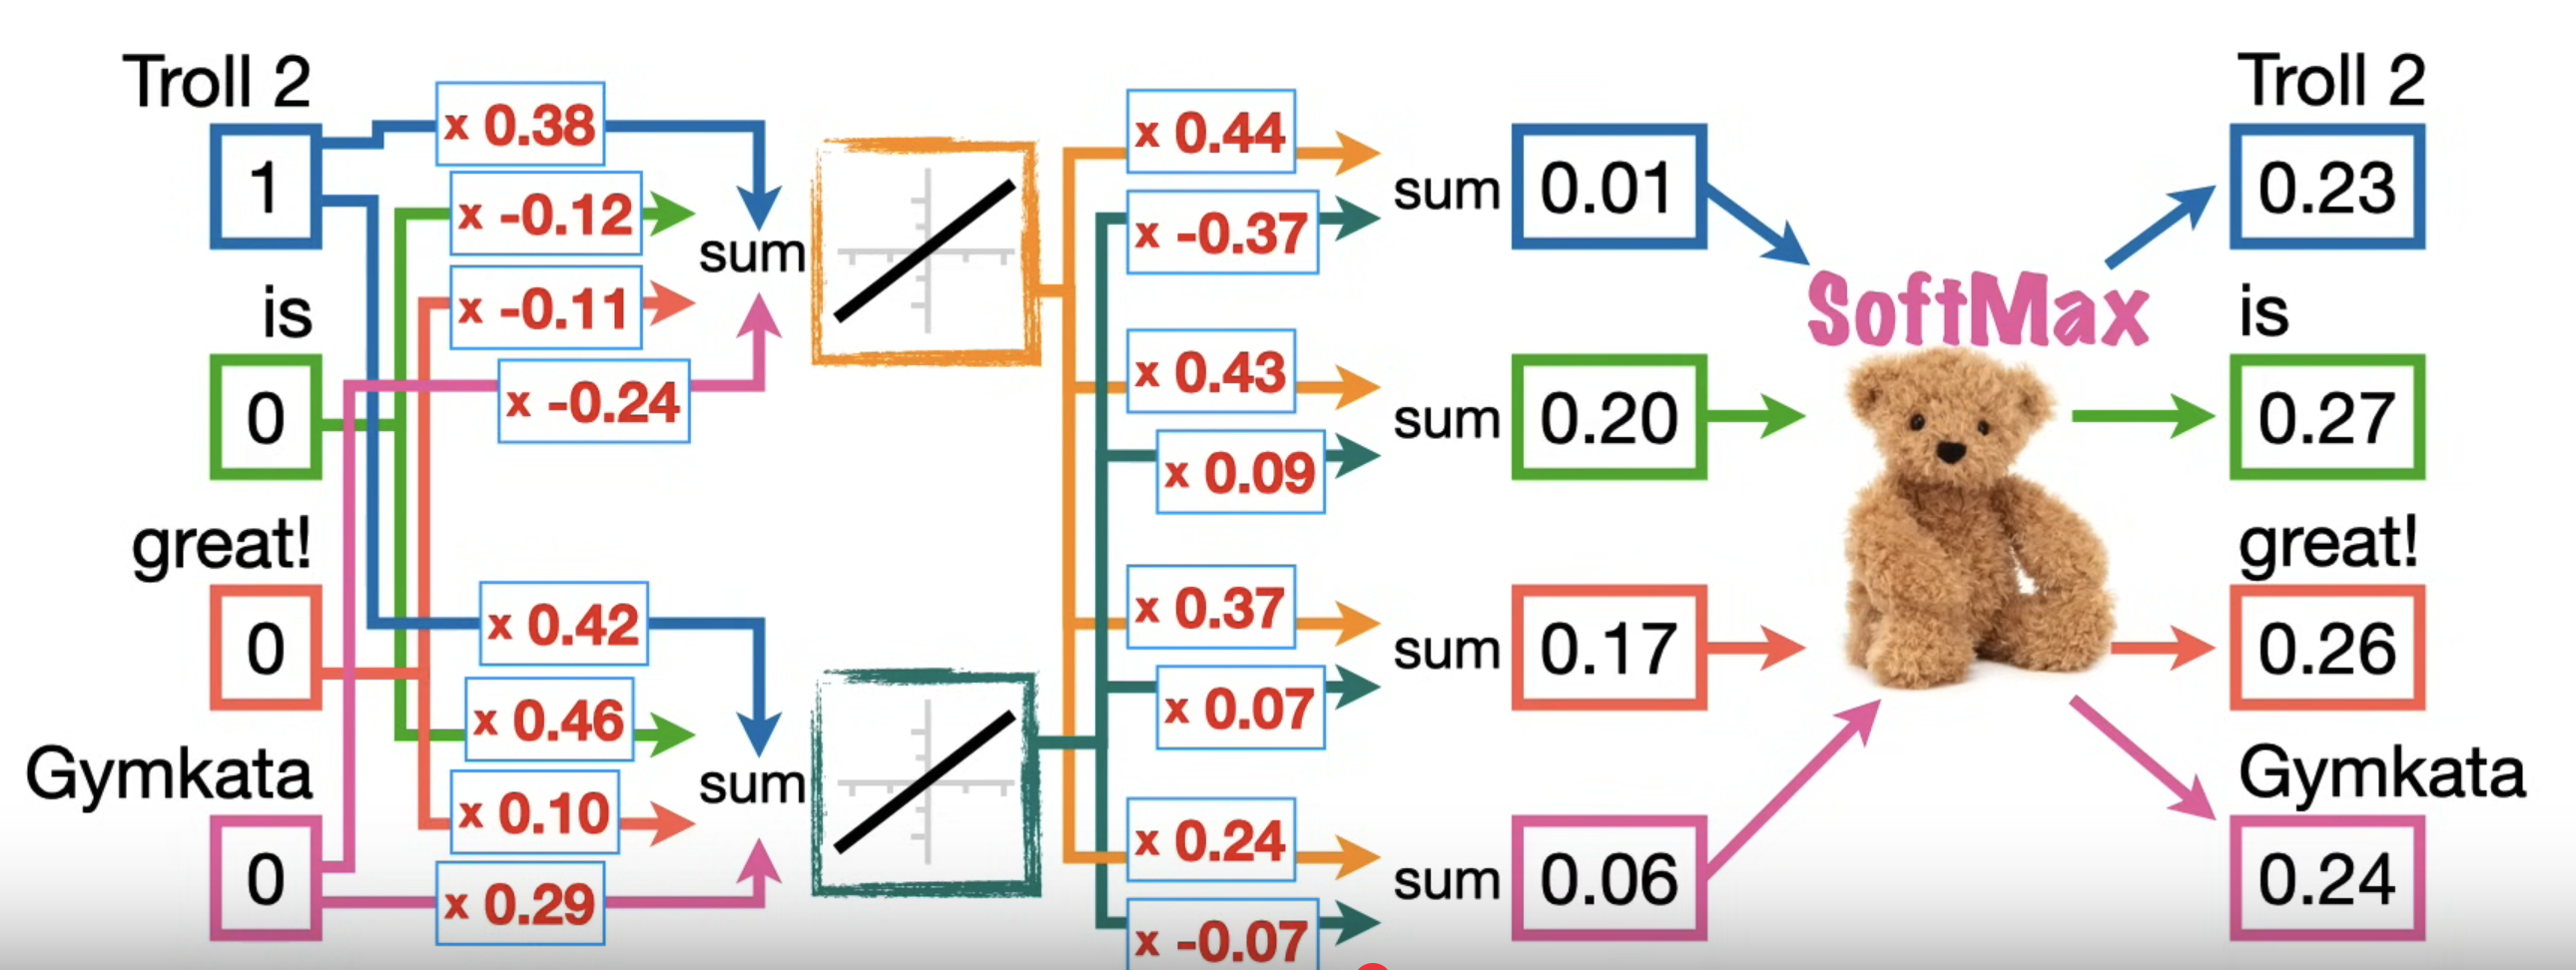 Troll 2
1
is
0
great!
0
Gymkata
0
x 0.38
x -0.12
x -0.11
x -0.24
sum
x 0.42
x 0.46
x 0.10
x 0.29
sum
x 0.44
x -0.37
x 0.43
x 0.09
x 0.37
x 0.07
x 0.24
x -0.07
sum 0.01
sum 0.20
sum 0.17
sum 0.06
SoftMax
Troll 2
0.23
is
0.27
great!
0.26
Gymkata
0.24